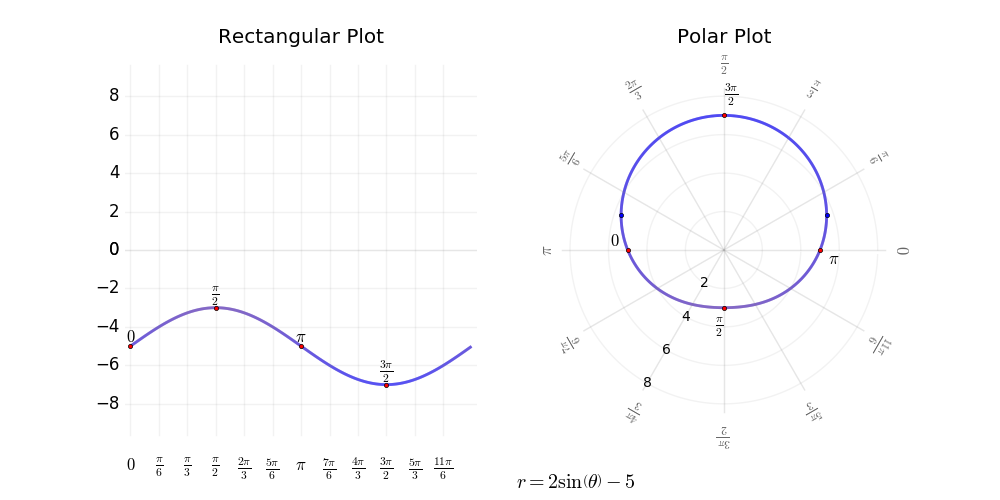 Rectangular Plot
8
6
4
2
0
−2
−4
−6
−8
0
π/2
π
3π/2
0 π/6 π/3 π/2 2π/3 5π/6 π 7π/6 4π/3 3π/2 5π/3 11π/6
Polar Plot
π/2
3π/2
2π/3 π/3
5π/6 π/6
0
π 0
π
2
4
π/2
6
8
7π/6 11π/6
4π/3 5π/3
3π/2
r = 2sin(θ) − 5